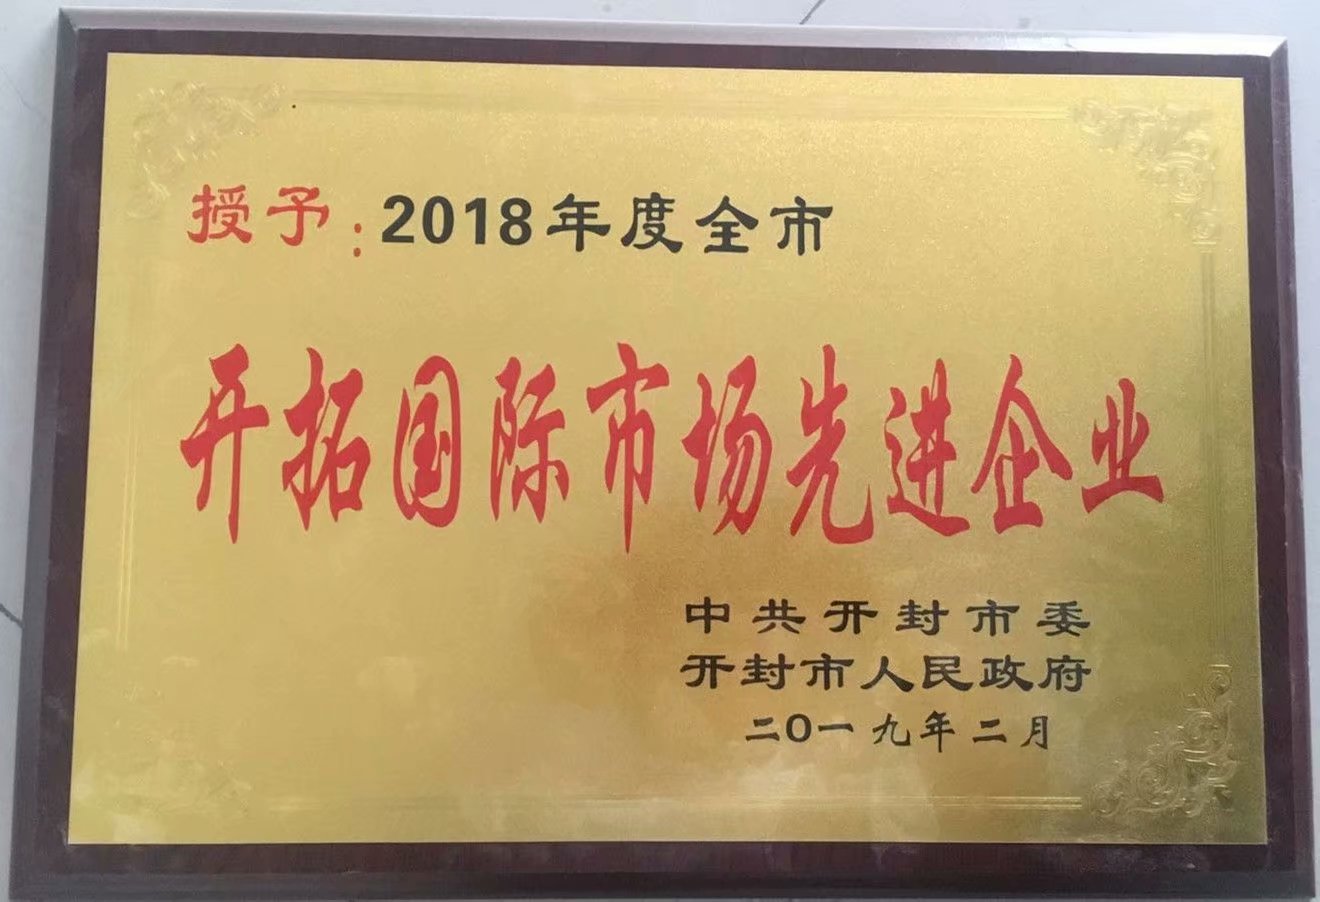 授予：2018年度全市
开拓国际市场先进企业
中共开封市委
开封市人民政府
二〇一九年二月